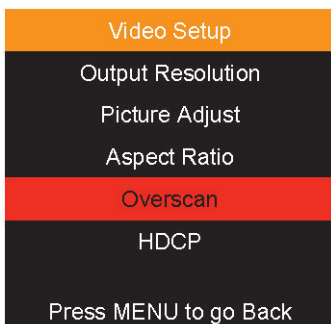 Video Setup
Output Resolution
Picture Adjust
Aspect Ratio
Overscan
HDCP
Press MENU to go Back